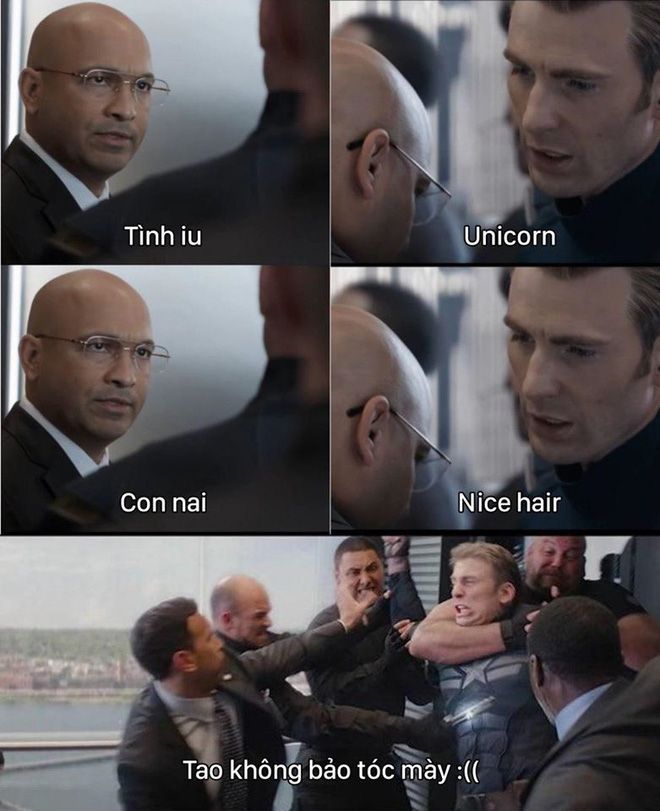 Tình iu
Unicorn
Con nai
Nice hair
Tao không bảo tóc mày :((